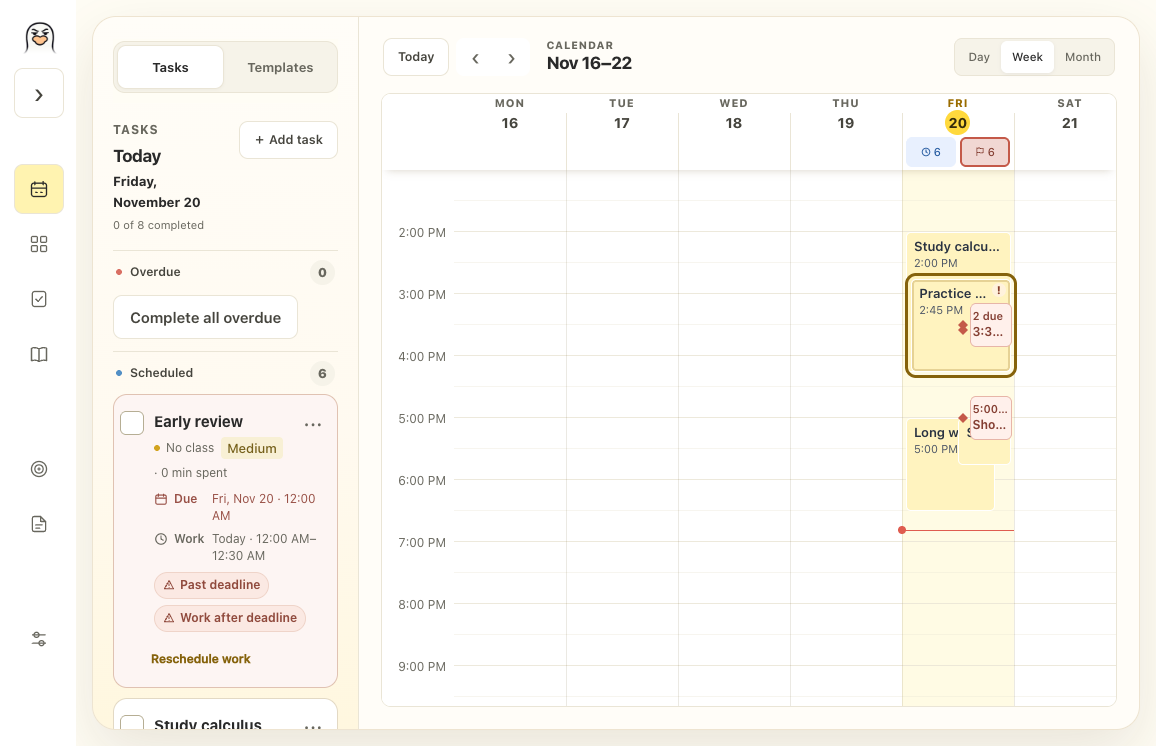 Tasks
Templates
TASKS
Today
Friday,
November 20
0 of 8 completed
+ Add task
Overdue
0
Complete all overdue
Scheduled
6
Early review
...
No class
Medium
· 0 min spent
Due
Fri, Nov 20 · 12:00
AM
Work
Today · 12:00 AM–
12:30 AM
Past deadline
Work after deadline
Reschedule work
Study calculus
...
Today
CALENDAR
Nov 16–22
Day
Week
Month
MON
16
TUE
17
WED
18
THU
19
FRI
20
SAT
21
6
6
2:00 PM
3:00 PM
4:00 PM
5:00 PM
6:00 PM
7:00 PM
8:00 PM
9:00 PM
Study calcu...
2:00 PM
Practice ...
!
2:45 PM
2 due
3:3...
5:00...
Sho...
Long w
5:00 PM